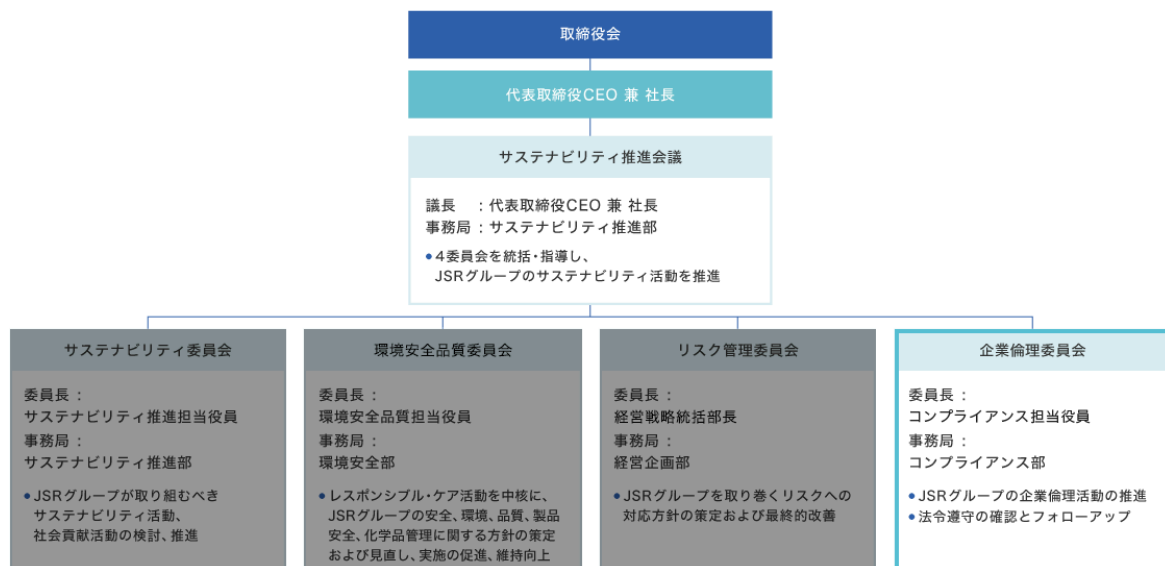 取締役会
代表取締役CEO 兼 社長
サステナビリティ推進会議
議長　：代表取締役CEO 兼 社長
事務局：サステナビリティ推進部
●4委員会を統括・指導し、
JSRグループのサステナビリティ活動を推進
サステナビリティ委員会
委員長：
サステナビリティ推進担当役員
事務局：
サステナビリティ推進部
●JSRグループが取り組むべき
サステナビリティ活動、
社会貢献活動の検討、推進
環境安全品質委員会
委員長：
環境安全品質担当役員
事務局：
環境安全部
●レスポンシブル・ケア活動を中核に、
JSRグループの安全、環境、品質、製品
安全、化学品管理に関する方針の策定
および見直し、実施の促進、維持向上
リスク管理委員会
委員長：
経営戦略統括部長
事務局：
経営企画部
●JSRグループを取り巻くリスクへの
対応方針の策定および最終的改善
企業倫理委員会
委員長：
コンプライアンス担当役員
事務局：
コンプライアンス部
●JSRグループの企業倫理活動の推進
●法令遵守の確認とフォローアップ